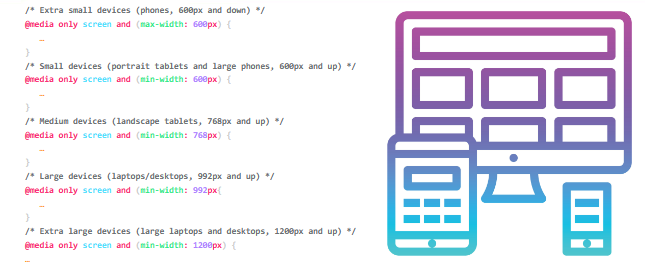 /* Extra small devices (phones, 600px and down) */
@media only screen and (max-width: 600px) {
…
}
/* Small devices (portrait tablets and large phones, 600px and up) */
@media only screen and (min-width: 600px) {
…
}
/* Medium devices (landscape tablets, 768px and up) */
@media only screen and (min-width: 768px) {
…
}
/* Large devices (laptops/desktops, 992px and up) */
@media only screen and (min-width: 992px{
…
}
/* Extra large devices (large laptops and desktops, 1200px and up) */
@media only screen and (min-width: 1200px) {
…